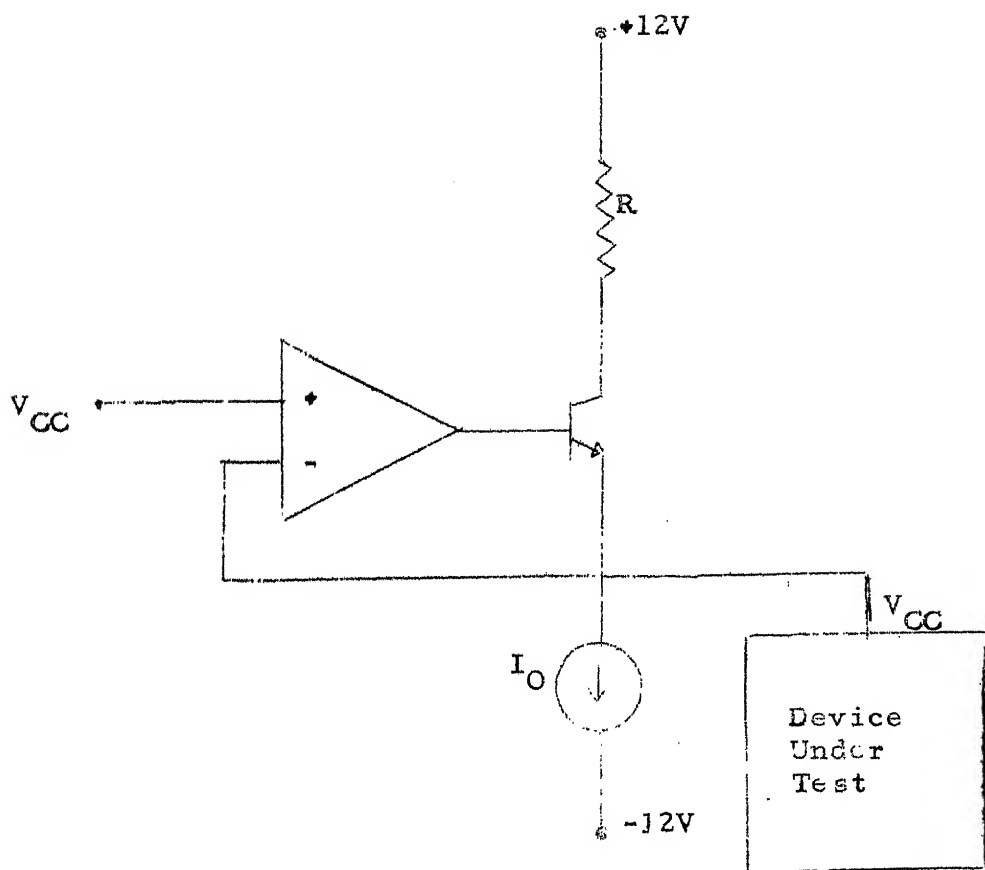 +12V
R
V_CC
+
-
V_CC
I_O
Device
Under
Test
-12V